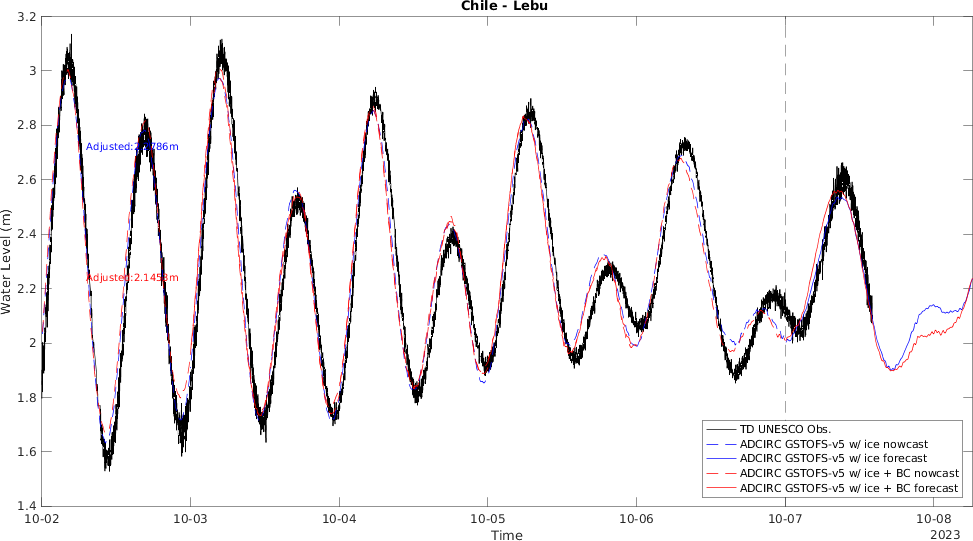 Chile - Lebu
3.2
3
2.8
2.6
2.4
2.2
2
1.8
1.6
1.4
Water Level (m)
Adjusted:
Adjusted:2.1453m
TD UNESCO Obs.
ADCIRC GSTOFS-v5 w/ ice nowcast
ADCIRC GSTOFS-v5 w/ ice forecast
ADCIRC GSTOFS-v5 w/ ice + BC nowcast
ADCIRC GSTOFS-v5 w/ ice + BC forecast
10-02 10-03 10-04 10-05 10-06 10-07 10-08
Time
2023